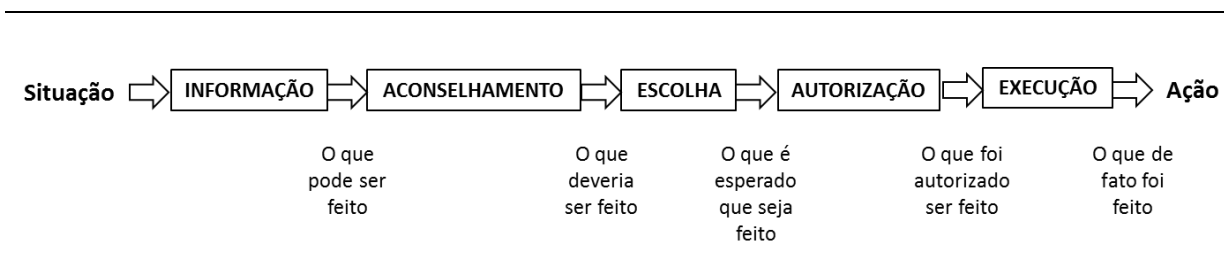 Situação INFORMAÇÃO ACONSELHAMENTO ESCOLHA AUTORIZAÇÃO EXECUÇÃO Ação
O que
pode ser
feito
O que
deveria
ser feito
O que é
esperado
que seja
feito
O que foi
autorizado
ser feito
O que de
fato foi
feito